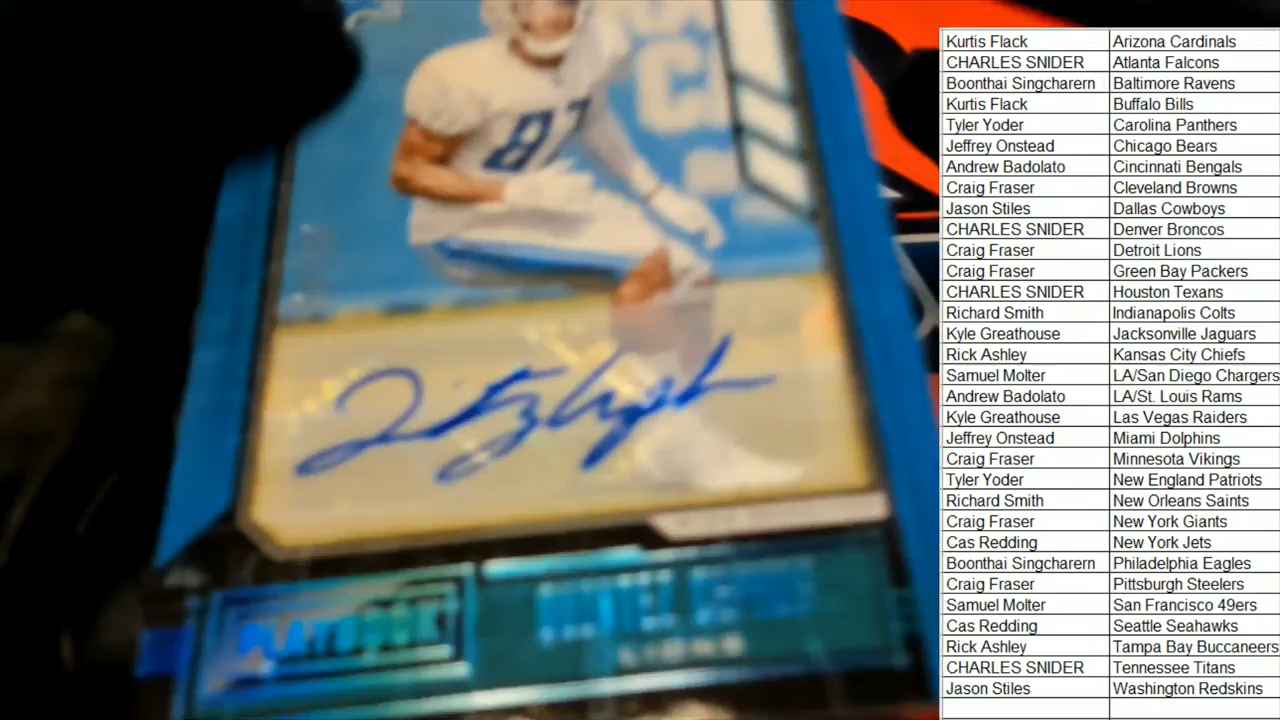 87
PLAYBOOK
LIONS
Kurtis Flack Arizona Cardinals
CHARLES SNIDER Atlanta Falcons
Boonthai Singcharern Baltimore Ravens
Kurtis Flack Buffalo Bills
Tyler Yoder Carolina Panthers
Jeffrey Onstead Chicago Bears
Andrew Badolato Cincinnati Bengals
Craig Fraser Cleveland Browns
Jason Stiles Dallas Cowboys
CHARLES SNIDER Denver Broncos
Craig Fraser Detroit Lions
Craig Fraser Green Bay Packers
CHARLES SNIDER Houston Texans
Richard Smith Indianapolis Colts
Kyle Greathouse Jacksonville Jaguars
Rick Ashley Kansas City Chiefs
Samuel Molter LA/San Diego Chargers
Andrew Badolato LA/St. Louis Rams
Kyle Greathouse Las Vegas Raiders
Jeffrey Onstead Miami Dolphins
Craig Fraser Minnesota Vikings
Tyler Yoder New England Patriots
Richard Smith New Orleans Saints
Craig Fraser New York Giants
Cas Redding New York Jets
Boonthai Singcharern Philadelphia Eagles
Craig Fraser Pittsburgh Steelers
Samuel Molter San Francisco 49ers
Cas Redding Seattle Seahawks
Rick Ashley Tampa Bay Buccaneers
CHARLES SNIDER Tennessee Titans
Jason Stiles Washington Redskins